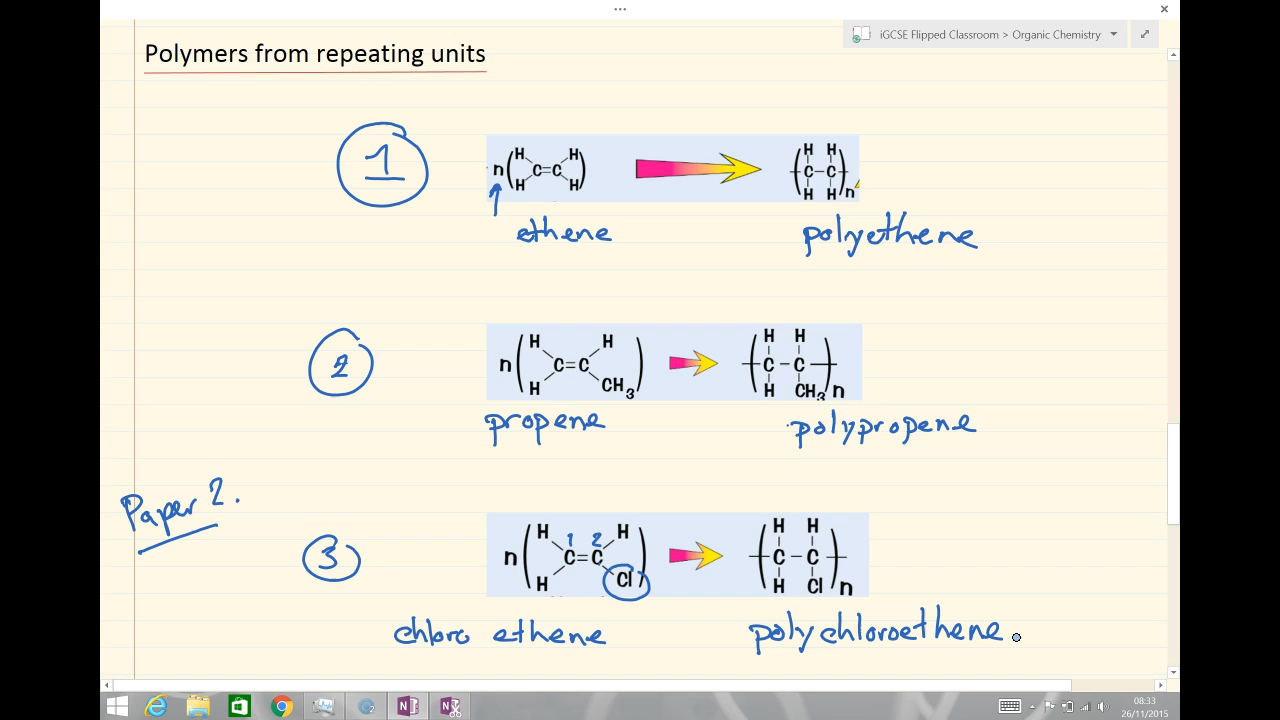 iGCSE Flipped Classroom > Organic Chemistry
Polymers from repeating units
1
n ( H H C=C H H )
( H H C-C H H ) n
ethene
polyethene
2
n ( H H C=C H CH3 )
( H H C-C H CH3 ) n
propene
polypropene
Paper 2.
3
n ( H 1 2 H C=C H Cl )
( H H C-C H Cl ) n
chloro ethene
polychloroethene
08:33
26/11/2015